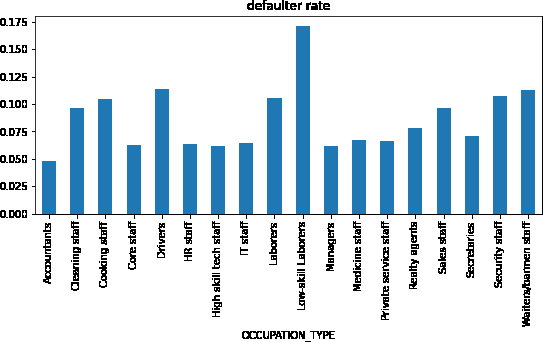 defaulter rate
0.175
0.150
0.125
0.100
0.075
0.050
0.025
0.000
Accountants
Cleaning staff
Cooking staff
Core staff
Drivers
HR staff
High skill tech staff
IT staff
Laborers
Low-skill Laborers
Managers
Medicine staff
Private service staff
Realty agents
Sales staff
Secretaries
Security staff
Waiters/barmen staff
OCCUPATION_TYPE